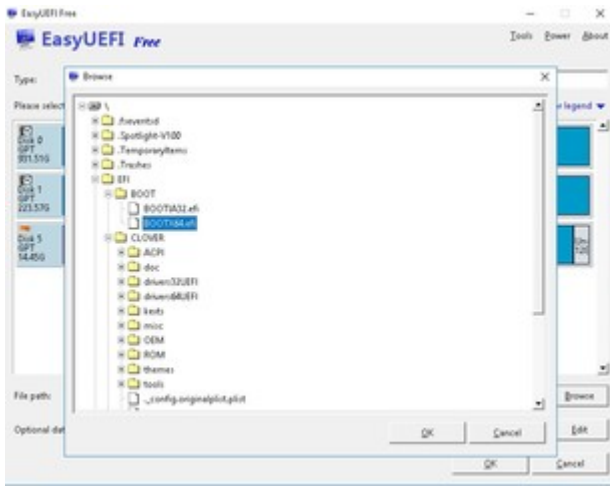 EasyUEFI Free
EasyUEFI Free
Tools Power About
Type:
Browse
Please select
legend
\
.fseventsd
.Spotlight-V100
.TemporaryItems
.Trashes
EFI
BOOT
BOOTIA32.efi
BOOTX64.efi
CLOVER
ACPI
doc
drivers32UEFI
drivers64UEFI
kexts
misc
OEM
ROM
themes
tools
._config.originalplist.plist
Disk 0
GPT
931.51G
Disk 1
GPT
223.57G
Disk 5
GPT
14.45G
File path:
Browse
Optional dat
Edit
OK Cancel
OK Cancel